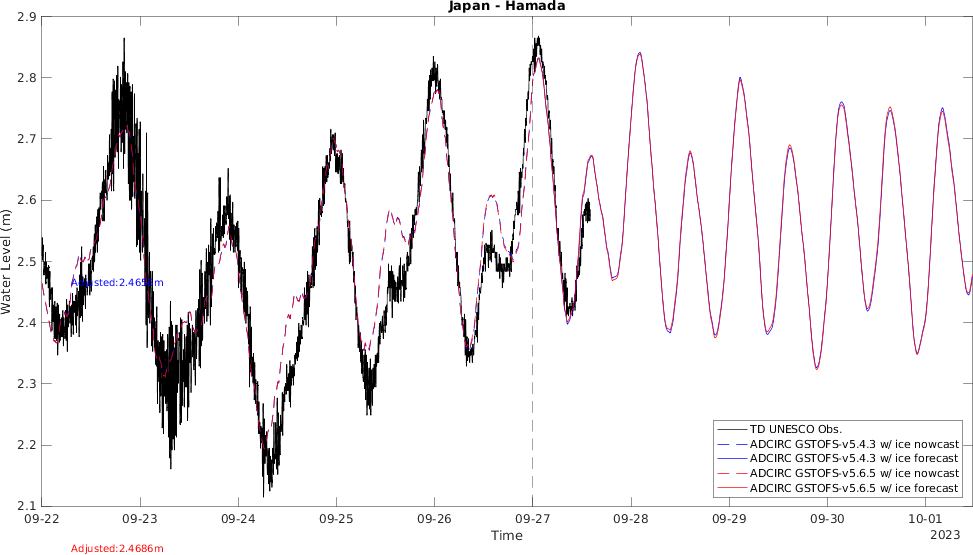 Japan - Hamada
2.9
2.8
2.7
2.6
2.5
2.4
2.3
2.2
2.1
Water Level (m)
Adjusted:2.4656m
TD UNESCO Obs.
ADCIRC GSTOFS-v5.4.3 w/ ice nowcast
ADCIRC GSTOFS-v5.4.3 w/ ice forecast
ADCIRC GSTOFS-v5.6.5 w/ ice nowcast
ADCIRC GSTOFS-v5.6.5 w/ ice forecast
09-22 09-23 09-24 09-25 09-26 09-27 09-28 09-29 09-30 10-01
Time
2023
Adjusted:2.4686m